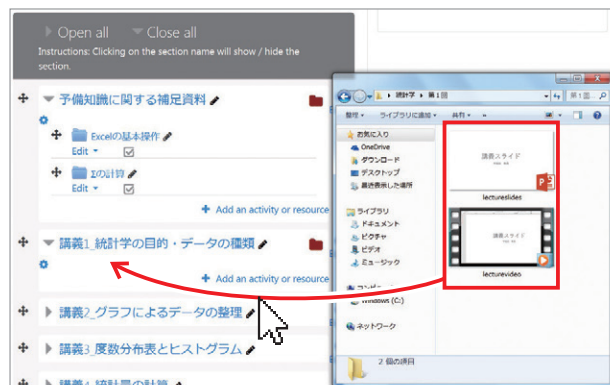 Open all Close all
Instructions: Clicking on the section name will show / hide the
section.
予備知識に関する補足資料
Excelの基本操作
Edit
Σの計算
Edit
+ Add an activity or resource
講義1_統計学の目的・データの種類
+ Add an activity or resource
講義2_グラフによるデータの整理
講義3_度数分布表とヒストグラム
講義4_統計量の計算
統計学 第1回
整理 ライブラリに追加 共有 »
お気に入り
OneDrive
ダウンロード
デスクトップ
最近表示した場所
ライブラリ
ドキュメント
ピクチャ
ビデオ
ミュージック
Windows (C:)
ネットワーク
講義スライド
lectureslides
講義スライド
lecturevideo
2 個の項目